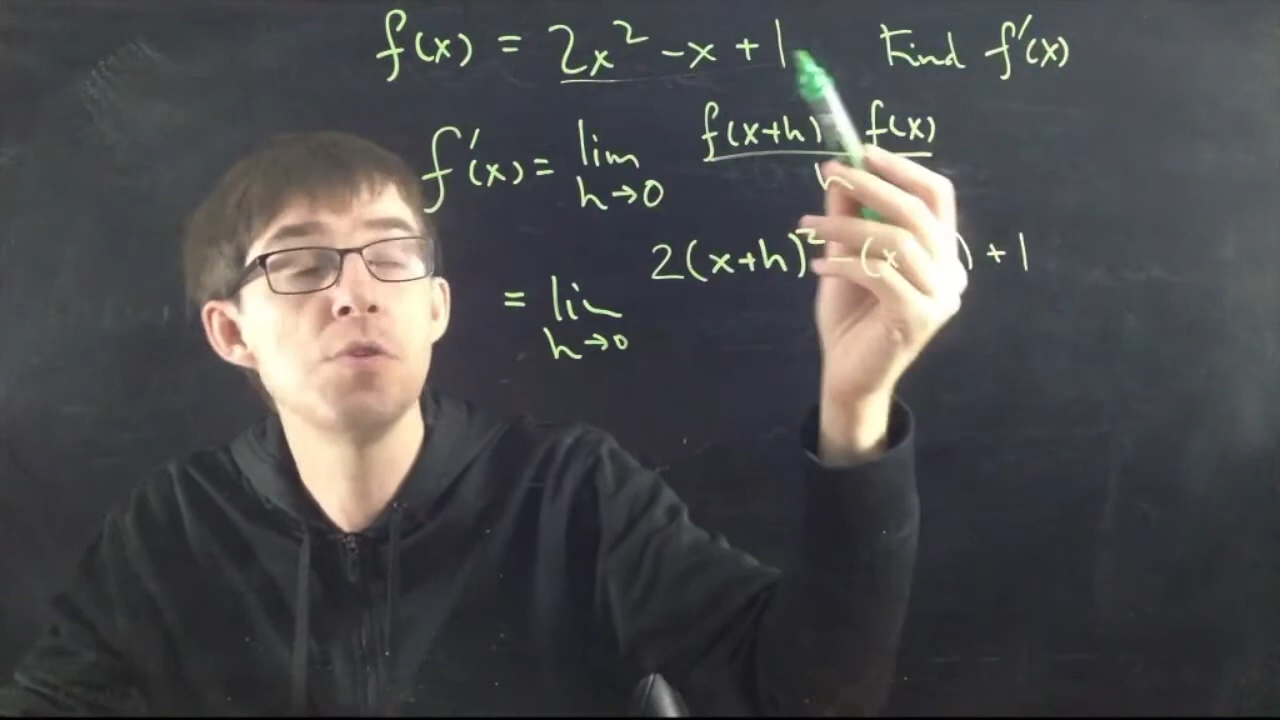 f(x) = 2x² - x + 1 Find f'(x)
f'(x) = lim f(x+h) f(x)
h→0 h
= lim 2(x+h)² - (x ) + 1
h→0